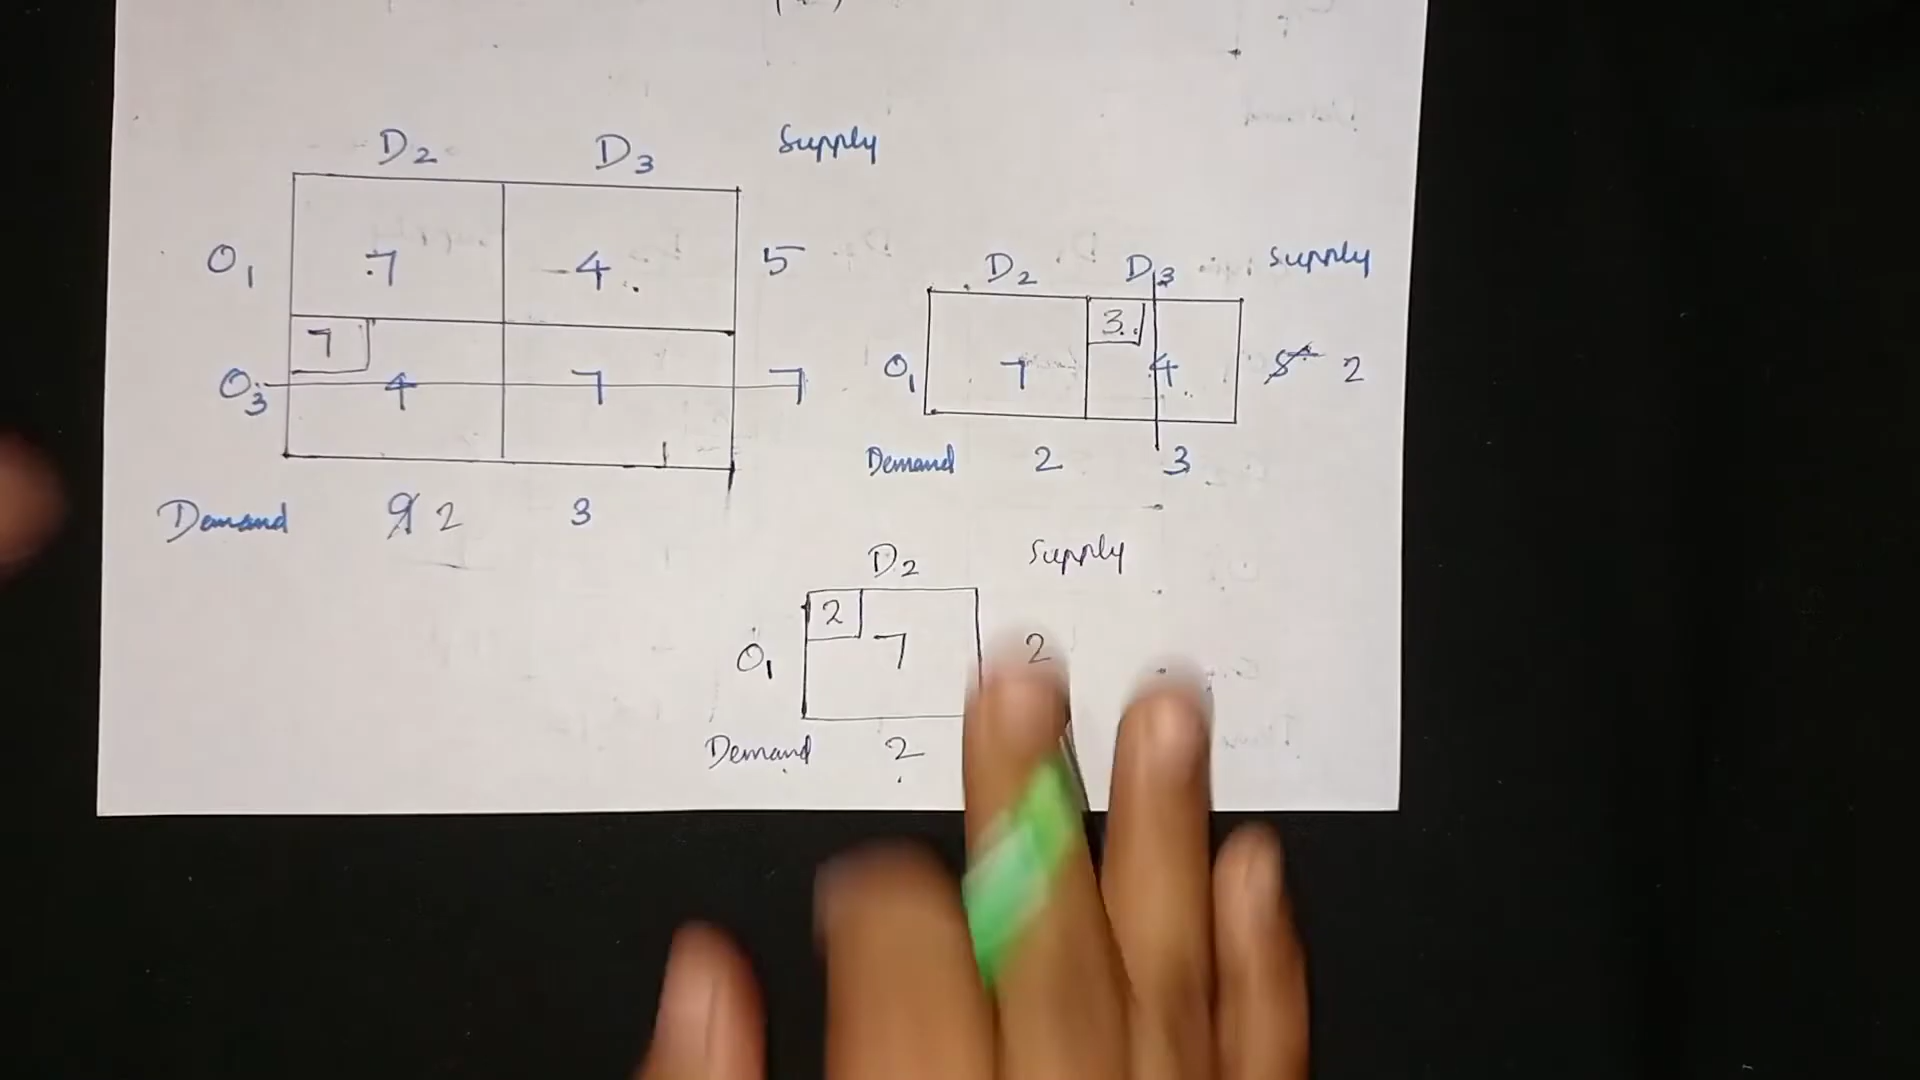 D2 D3 Supply
O1 7 4 5
7
O3 4 7 7
Demand 9 2 3
D2 D3 Supply
3
O1 7 4 5 2
Demand 2 3
D2 Supply
2
O1 7 2
Demand 2